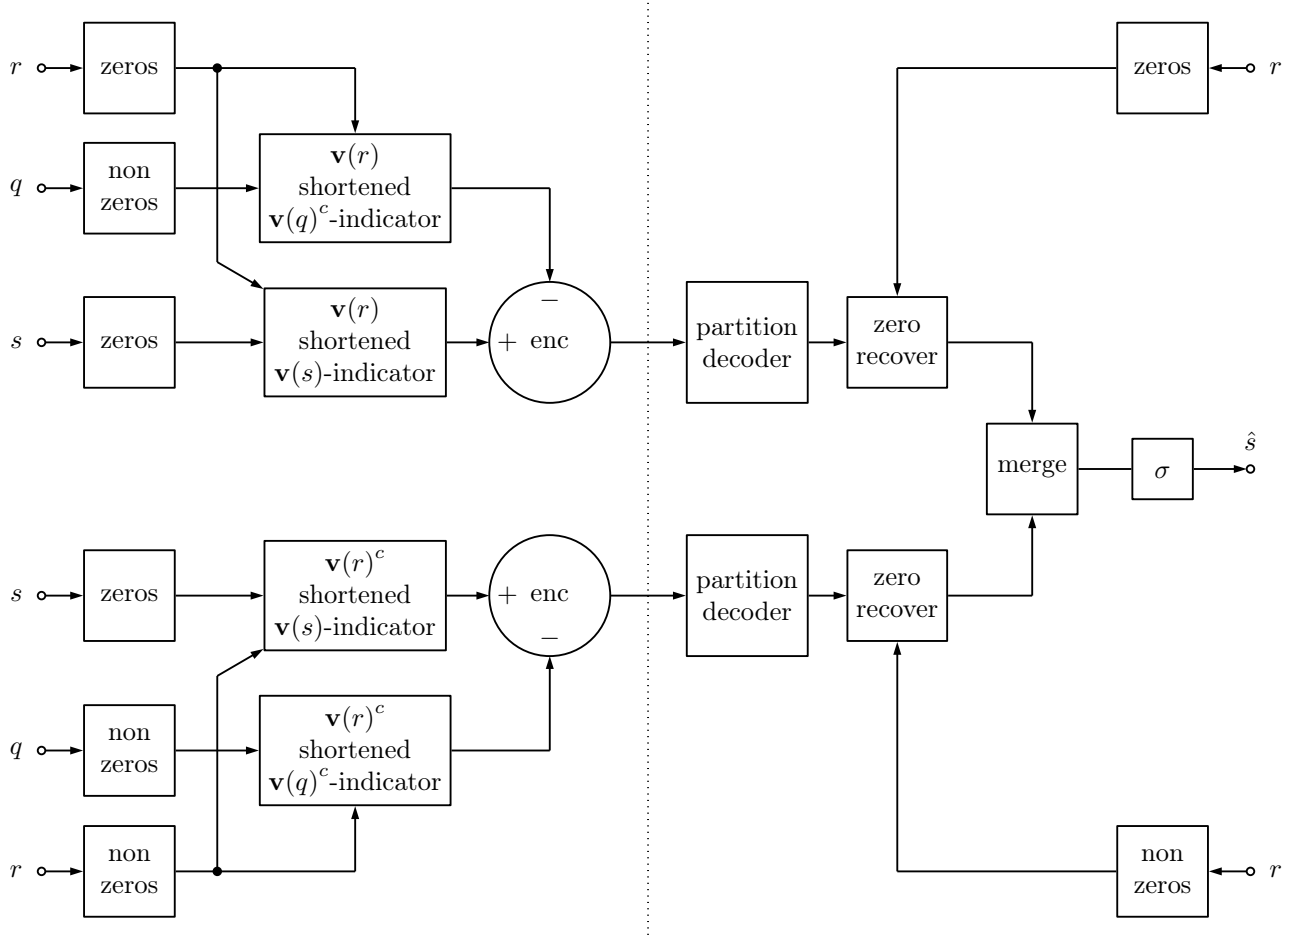 r
zeros
zeros
r
q
non
zeros
v(r)
shortened
v(q)^c-indicator
s
zeros
v(r)
shortened
v(s)-indicator
−
+ enc
partition
decoder
zero
recover
merge
σ
ŝ
s
zeros
v(r)^c
shortened
v(s)-indicator
+ enc
−
partition
decoder
zero
recover
q
non
zeros
v(r)^c
shortened
v(q)^c-indicator
r
non
zeros
non
zeros
r